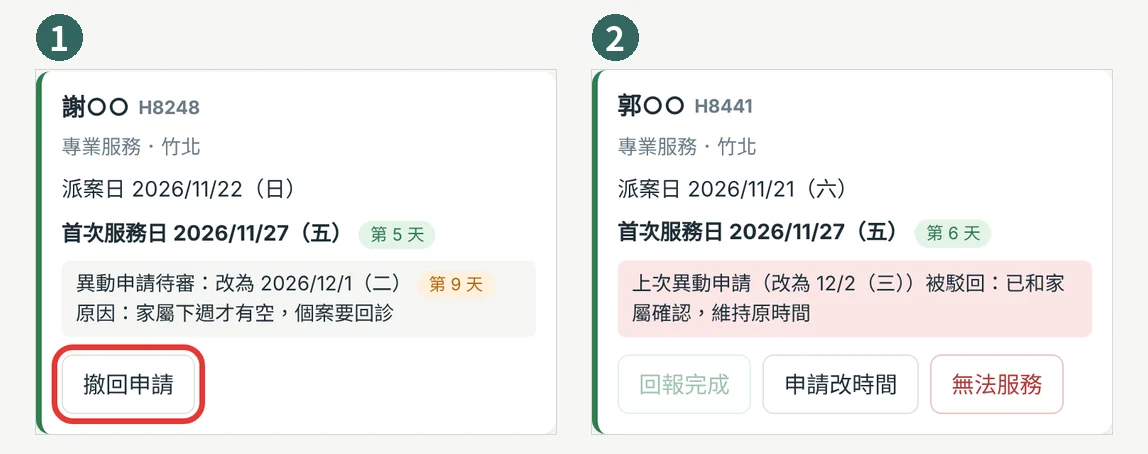 1
謝〇〇 H8248
專業服務・竹北
派案日 2026/11/22（日）
首次服務日 2026/11/27（五） 第 5 天
異動申請待審：改為 2026/12/1（二） 第 9 天
原因：家屬下週才有空，個案要回診
撤回申請
2
郭〇〇 H8441
專業服務・竹北
派案日 2026/11/21（六）
首次服務日 2026/11/27（五） 第 6 天
上次異動申請（改為 12/2（三））被駁回：已和家
屬確認，維持原時間
回報完成 申請改時間 無法服務